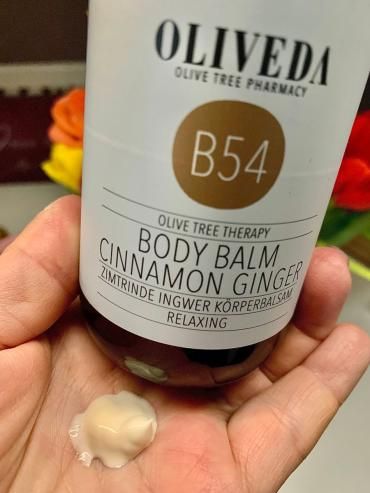 OLIVEDA
OLIVE TREE PHARMACY
B54
OLIVE TREE THERAPY
BODY BALM
CINNAMON GINGER
ZIMTRINDE INGWER KÖRPERBALSAM
RELAXING